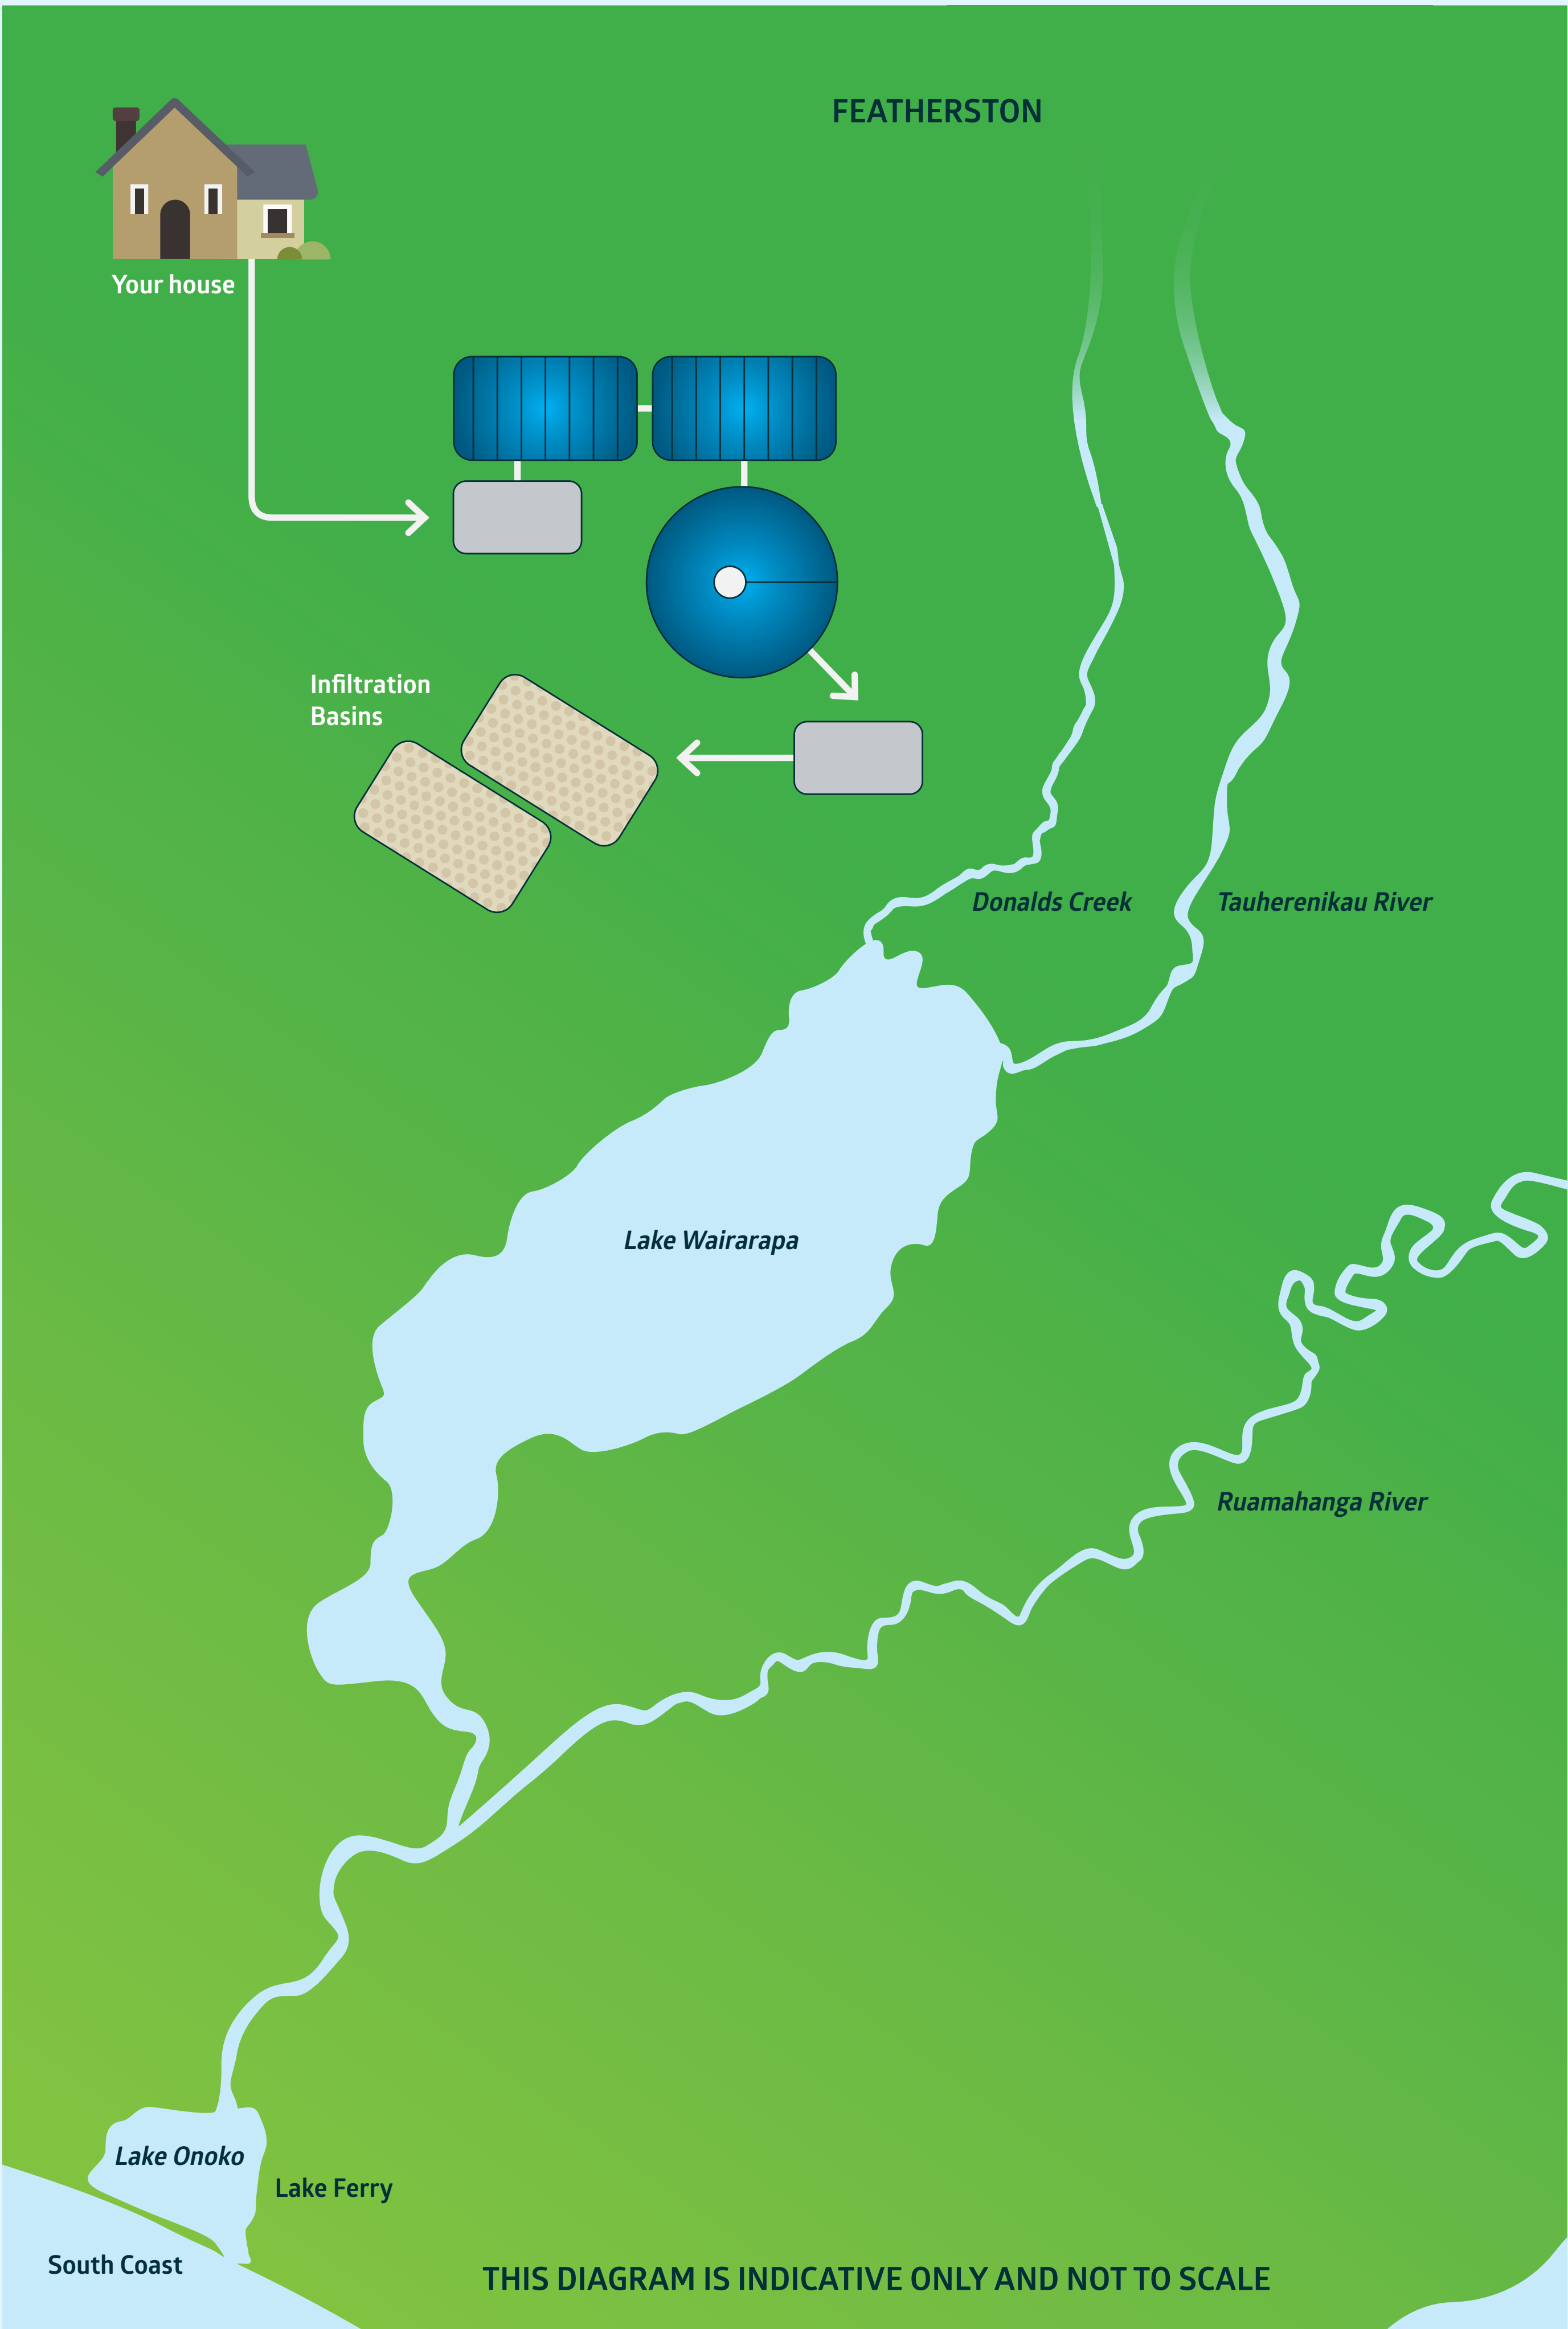 FEATHERSTON
Your house
Infiltration
Basins
Donalds Creek
Tauherenikau River
Lake Wairarapa
Ruamahanga River
Lake Onoko
Lake Ferry
South Coast
THIS DIAGRAM IS INDICATIVE ONLY AND NOT TO SCALE